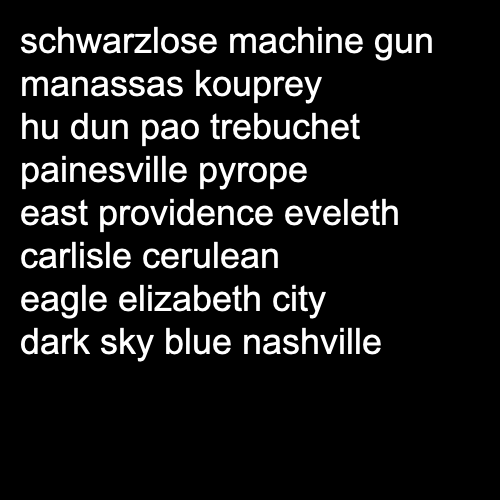 schwarzlose machine gun
manassas kouprey
hu dun pao trebuchet
painesville pyrope
east providence eveleth
carlisle cerulean
eagle elizabeth city
dark sky blue nashville